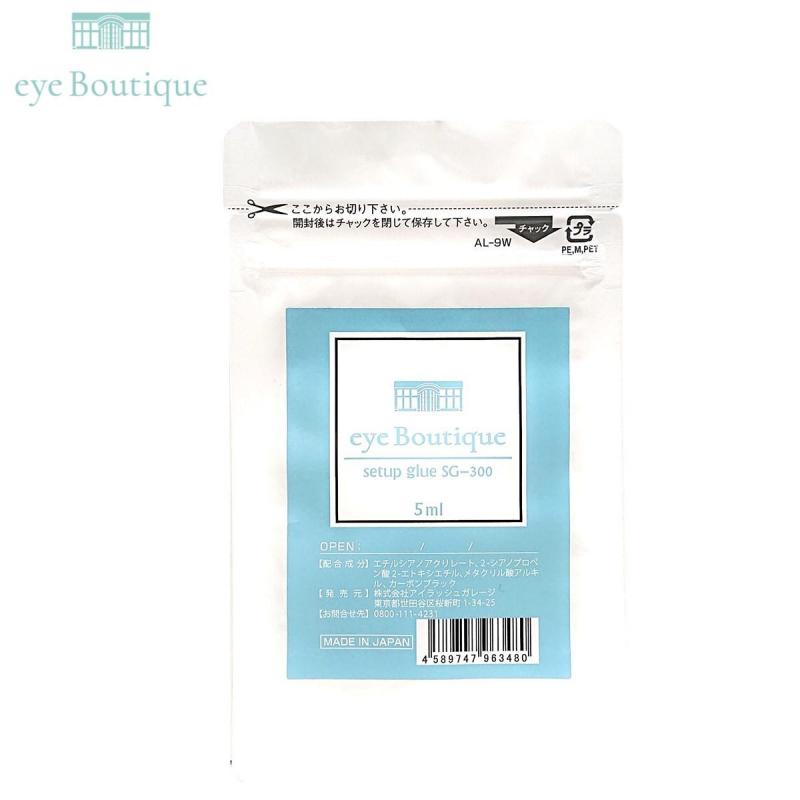 eye Boutique
ここからお切り下さい。
開封後はチャックを閉じて保存して下さい。
チャック
AL-9W
プラ
PE,M,PET
eye Boutique
setup glue SG-300
5ml
OPEN: / /
【配合成分】エチルシアノアクリレート、2-シアノプロペ
ン酸2-エトキシエチル、メタクリル酸アルキ
ル、カーボンブラック
【発売元】株式会社アイラッシュガレージ
東京都世田谷区桜新町1-34-25
【お問合せ先】0800-111-4231
MADE IN JAPAN
4 589747 963480